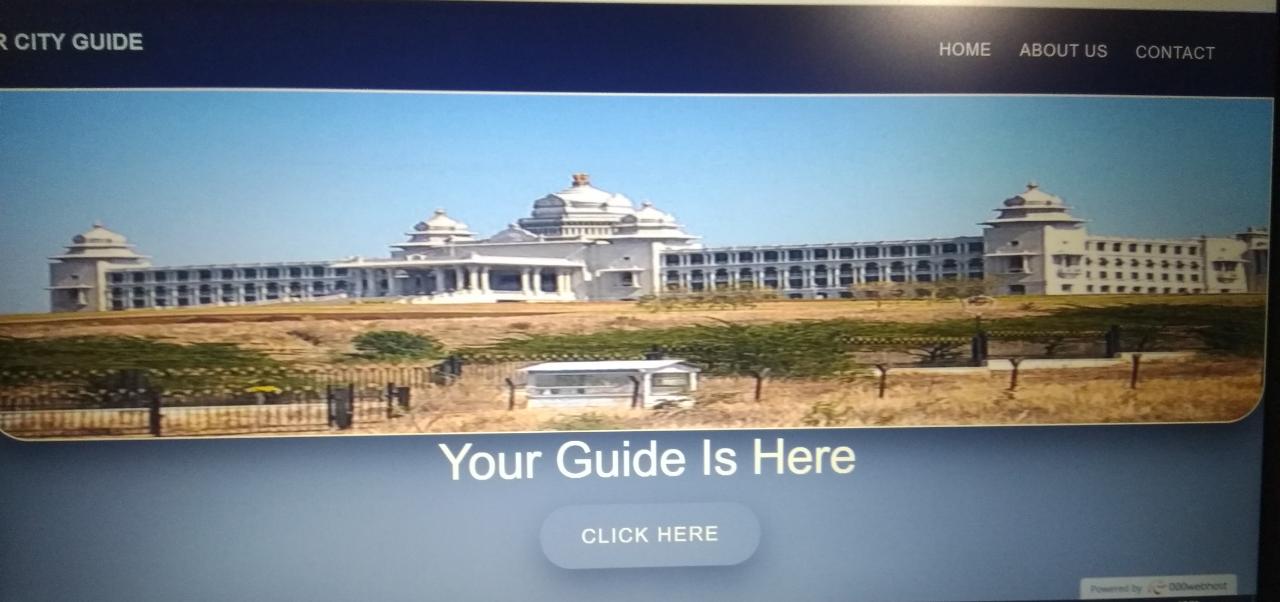 R CITY GUIDE
HOME ABOUT US CONTACT
Your Guide Is Here
CLICK HERE
Powered by 000webhost